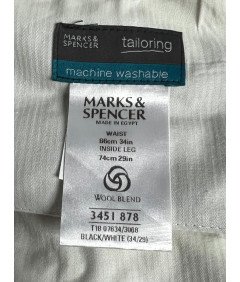 MARKS &
SPENCER
tailoring
machine washable
MARKS &
SPENCER
MADE IN EGYPT
WAIST
86cm 34in
INSIDE LEG
74cm 29in
WOOL BLEND
3451 878
T18 07634/3068
BLACK/WHITE (34/29)